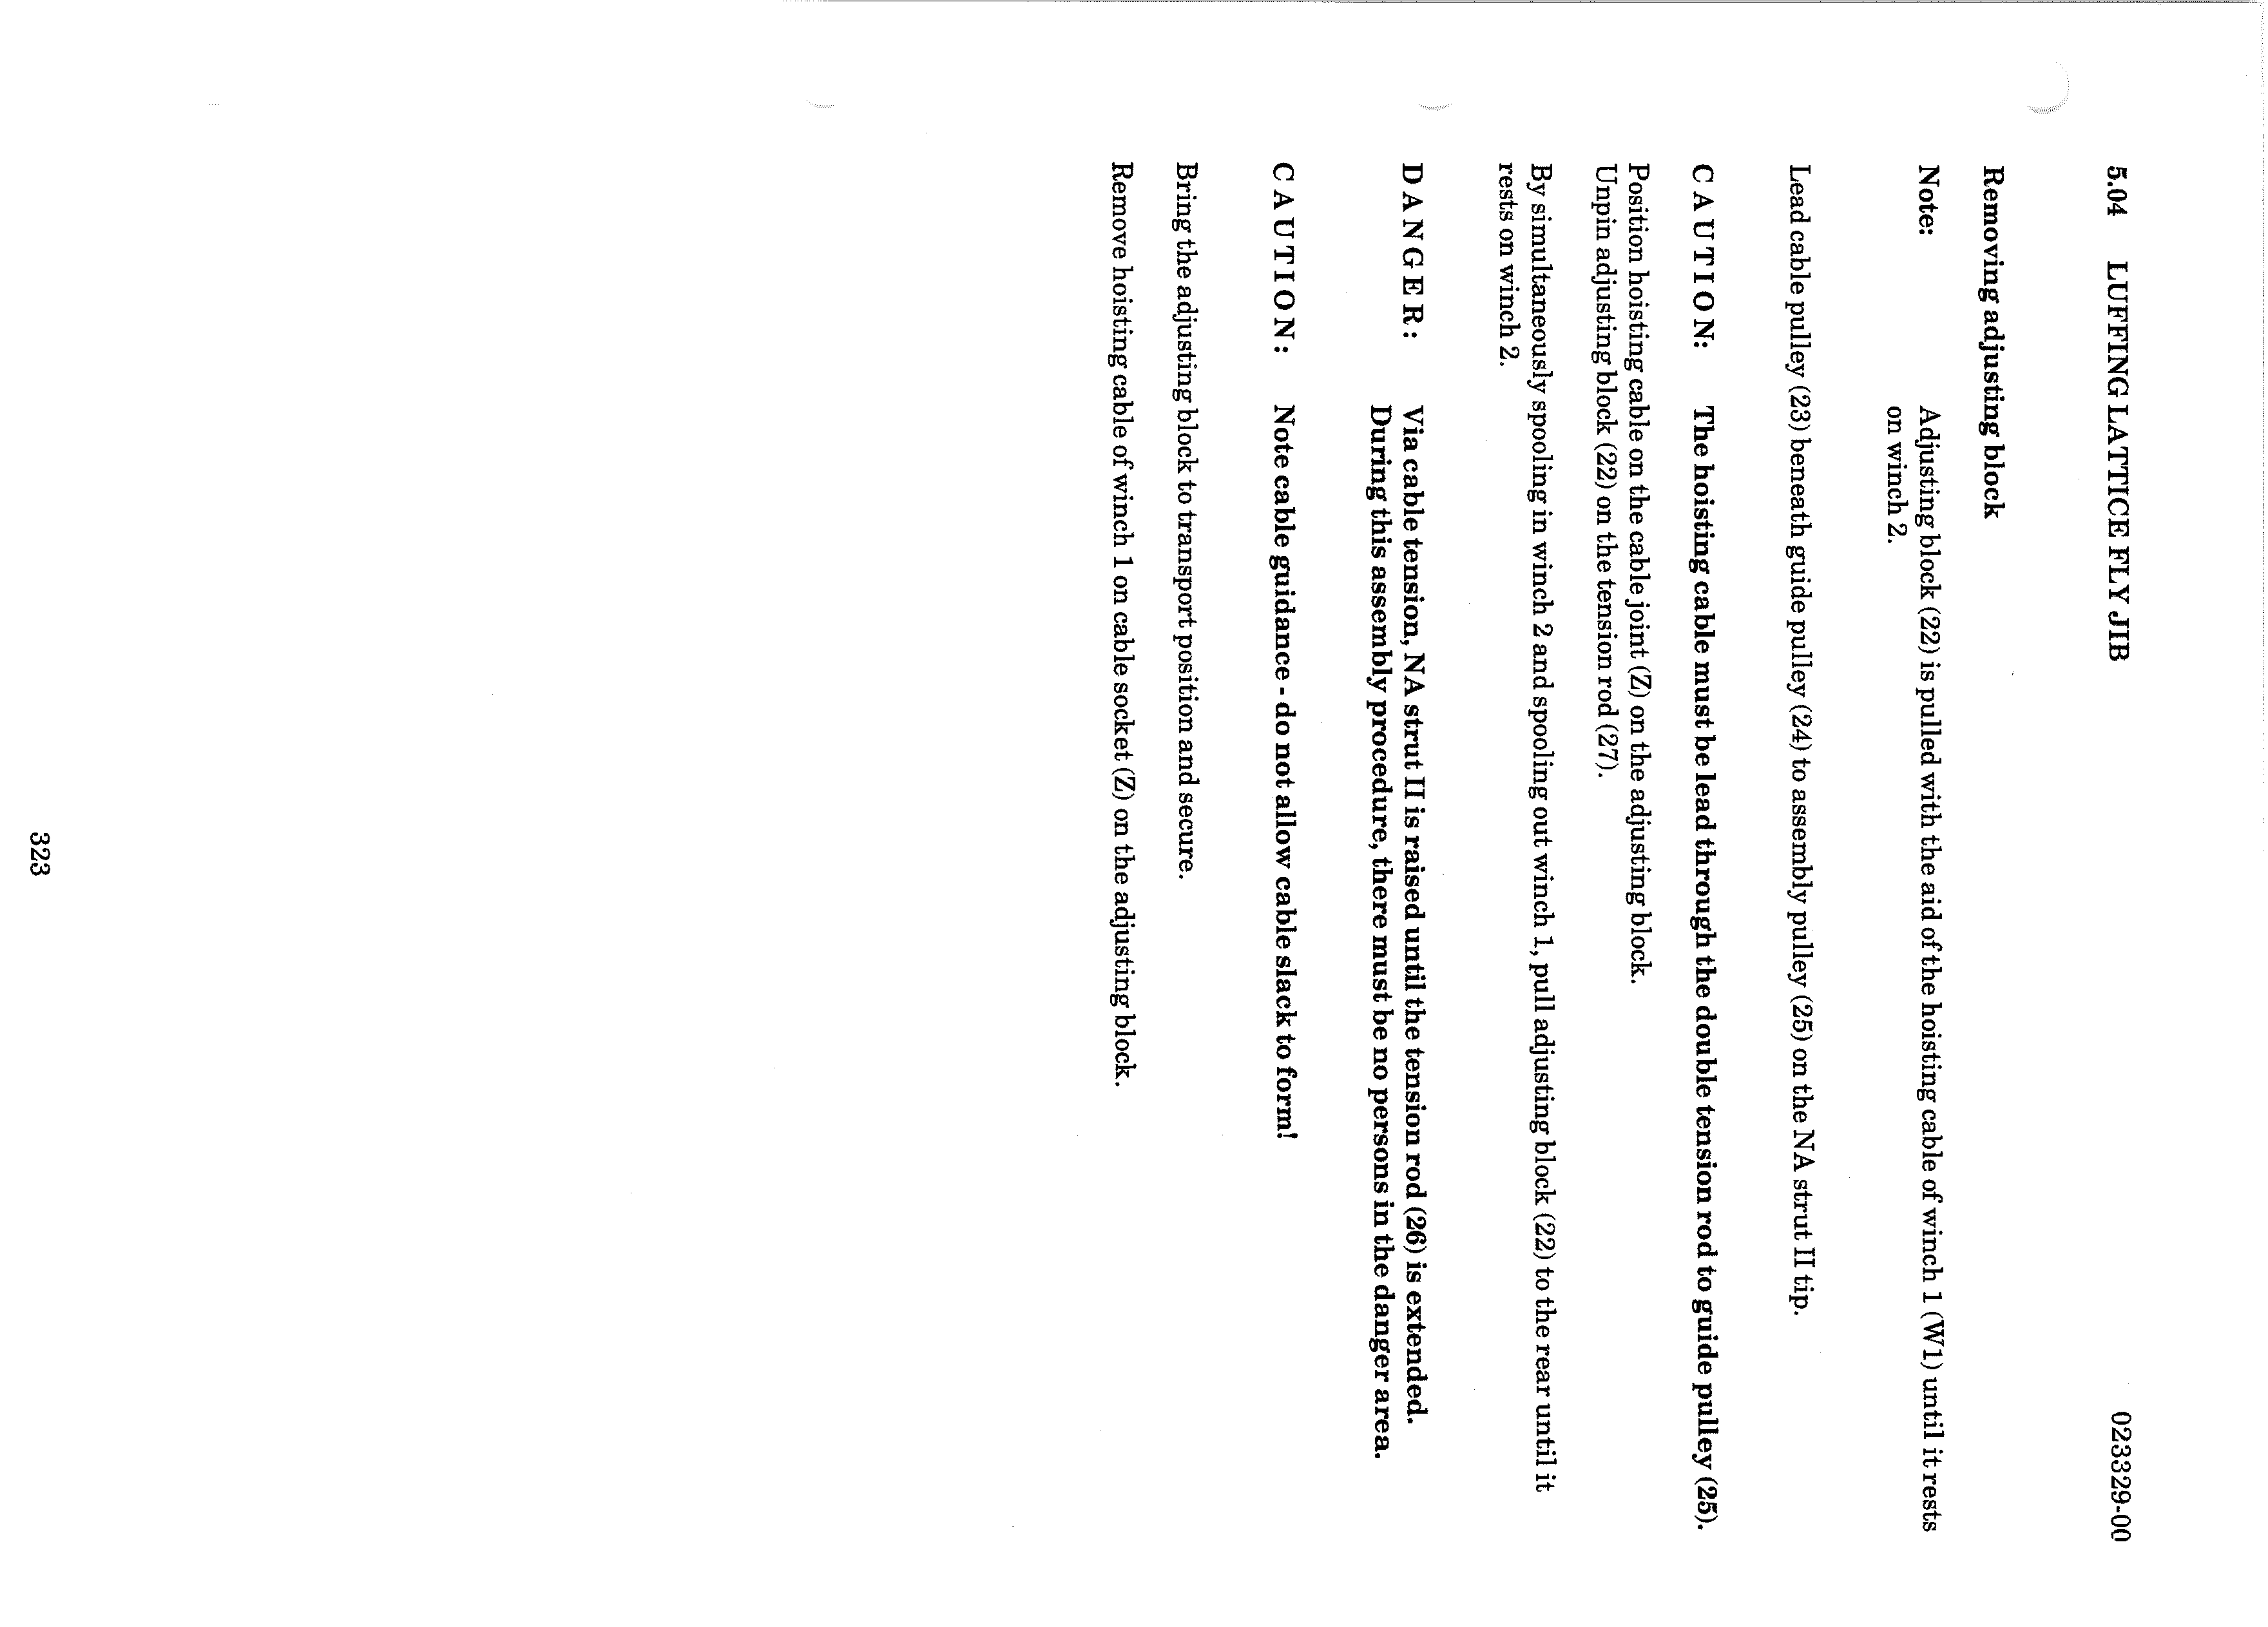 5.04 LUFFING LATTICE FLY JIB 023329-00
Removing adjusting block
Note: Adjusting block (22) is pulled with the aid of the hoisting cable of winch 1 (W1) until it rests
on winch 2.
Lead cable pulley (23) beneath guide pulley (24) to assembly pulley (25) on the NA strut II tip.
CAUTION: The hoisting cable must be lead through the double tension rod to guide pulley (25).
Position hoisting cable on the cable joint (Z) on the adjusting block.
Unpin adjusting block (22) on the tension rod (27).
By simultaneously spooling in winch 2 and spooling out winch 1, pull adjusting block (22) to the rear until it
rests on winch 2.
DANGER: Via cable tension, NA strut II is raised until the tension rod (26) is extended.
During this assembly procedure, there must be no persons in the danger area.
CAUTION: Note cable guidance - do not allow cable slack to form!
Bring the adjusting block to transport position and secure.
Remove hoisting cable of winch 1 on cable socket (Z) on the adjusting block.
323